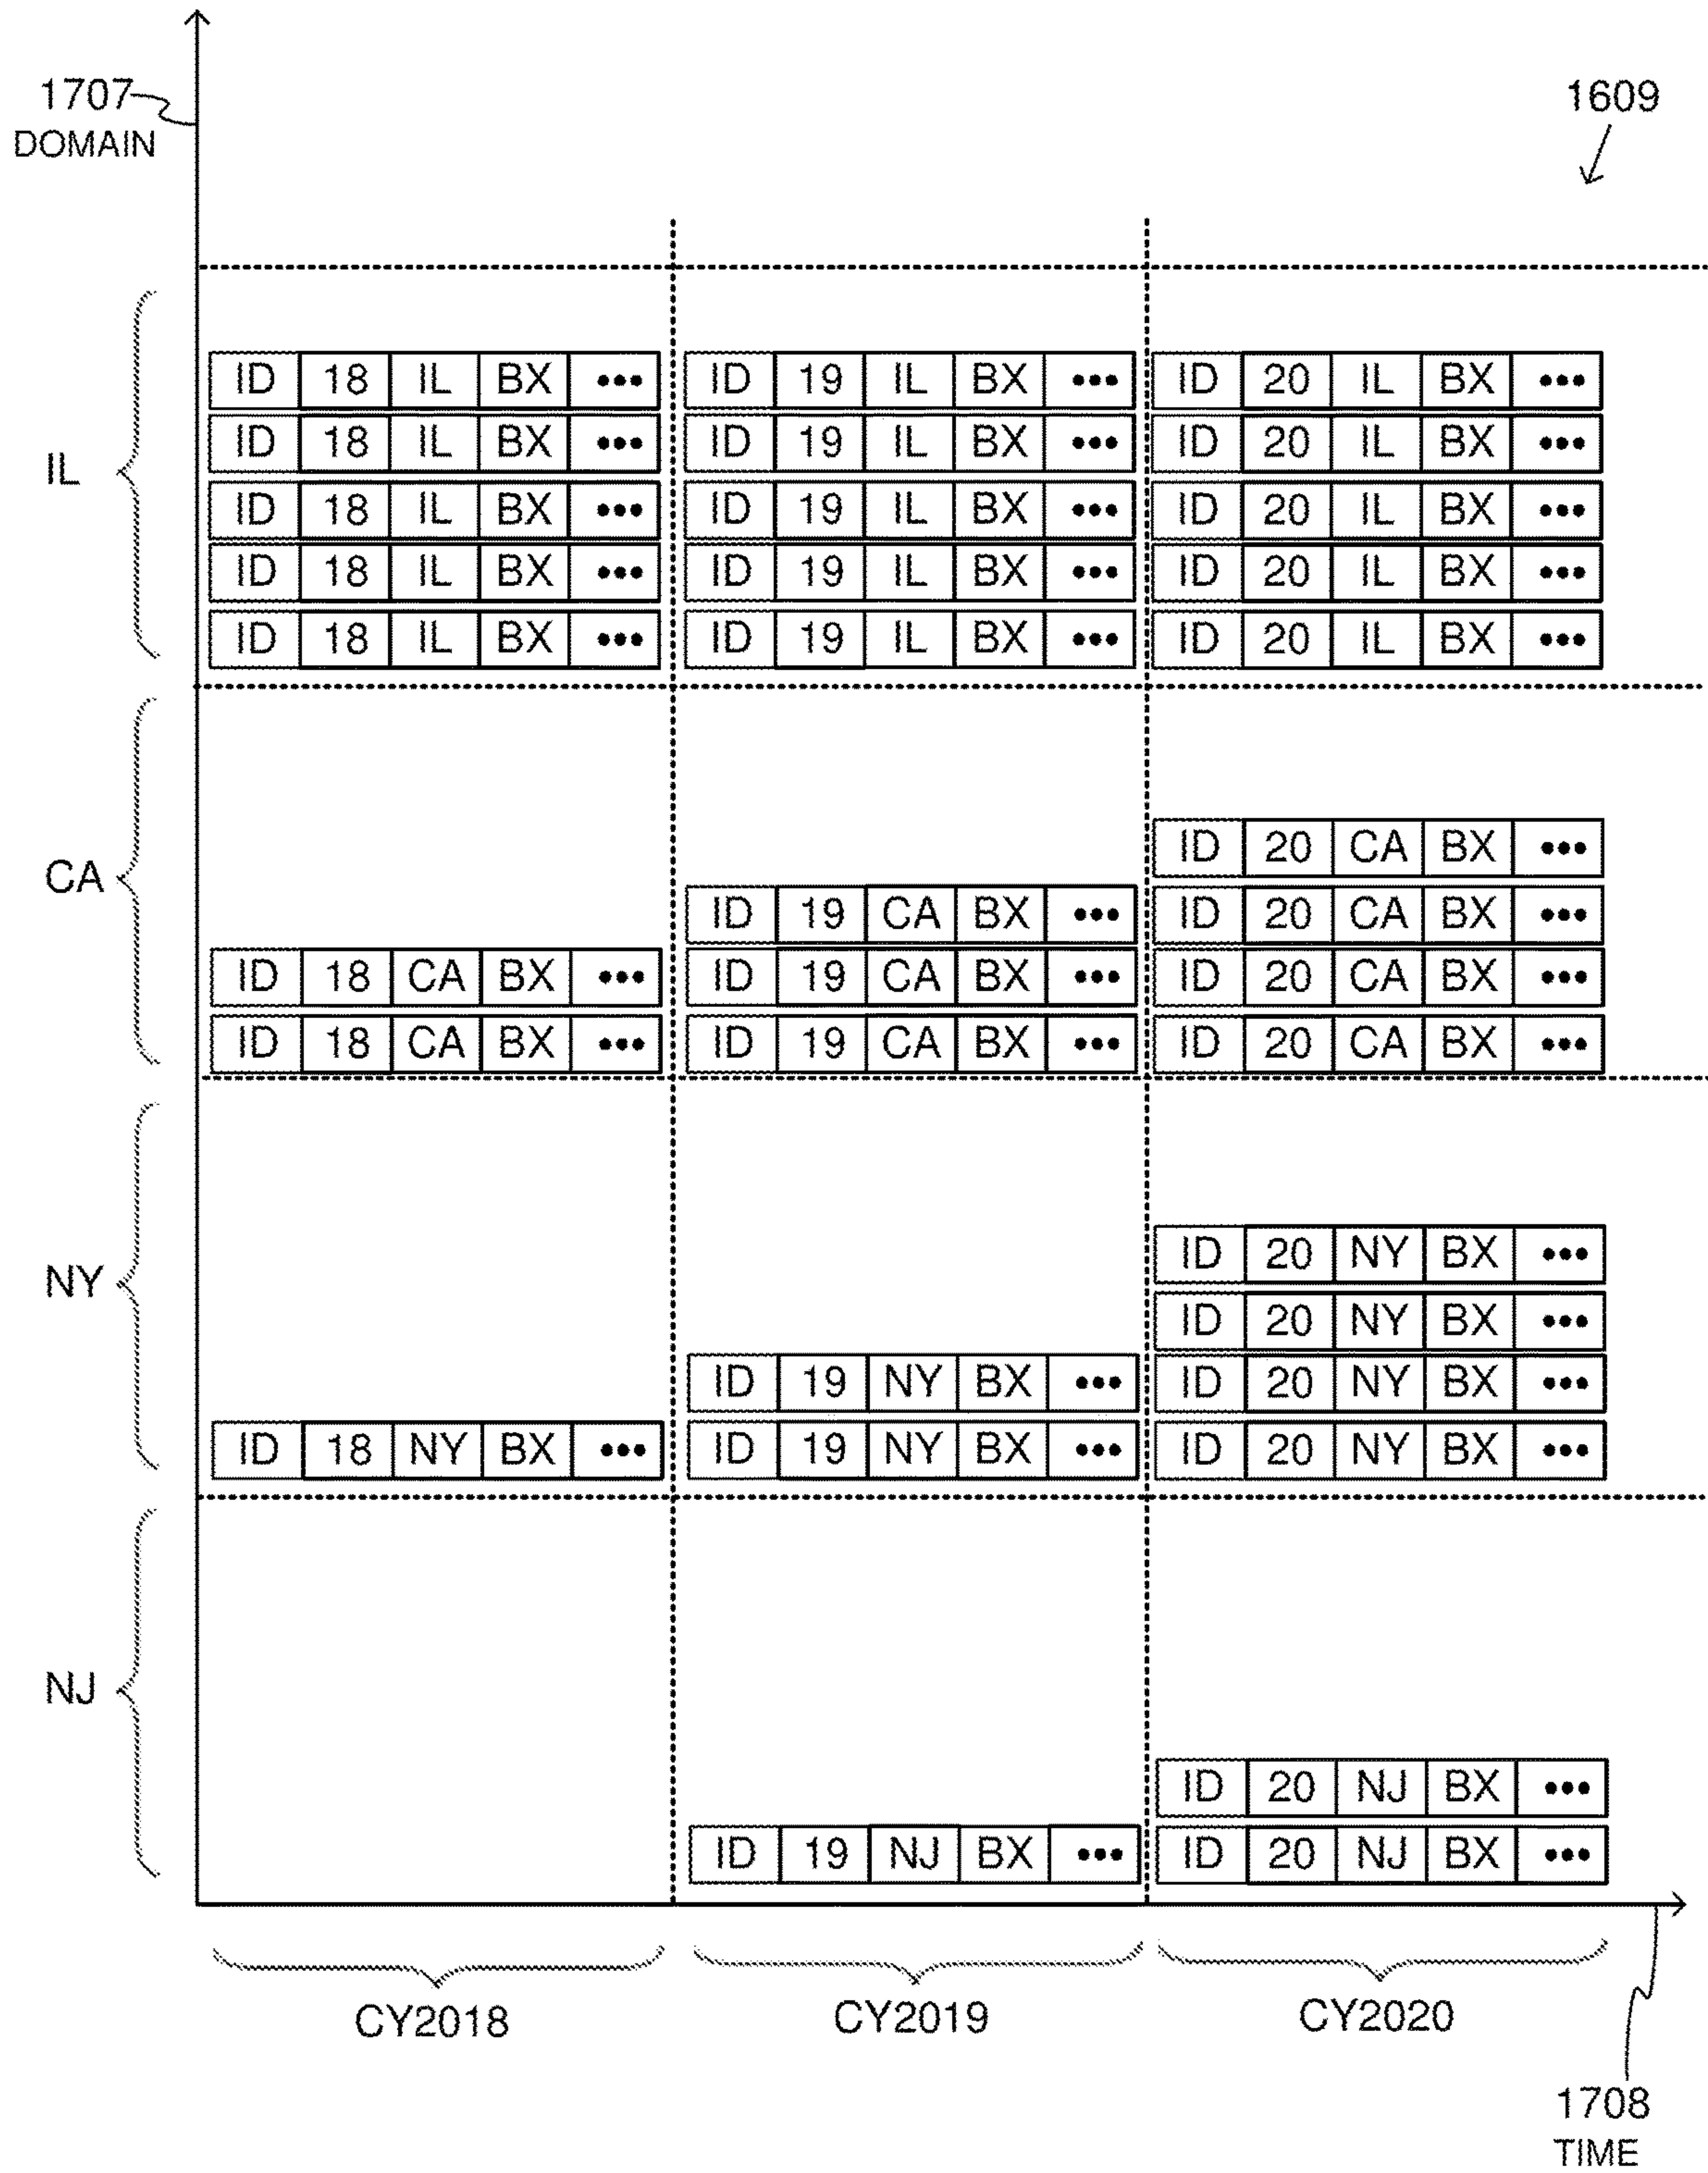 1707
DOMAIN
1609
IL
ID 18 IL BX ••• ID 19 IL BX ••• ID 20 IL BX •••
ID 18 IL BX ••• ID 19 IL BX ••• ID 20 IL BX •••
ID 18 IL BX ••• ID 19 IL BX ••• ID 20 IL BX •••
ID 18 IL BX ••• ID 19 IL BX ••• ID 20 IL BX •••
ID 18 IL BX ••• ID 19 IL BX ••• ID 20 IL BX •••
CA
ID 20 CA BX •••
ID 19 CA BX ••• ID 20 CA BX •••
ID 18 CA BX ••• ID 19 CA BX ••• ID 20 CA BX •••
ID 18 CA BX ••• ID 19 CA BX ••• ID 20 CA BX •••
NY
ID 20 NY BX •••
ID 20 NY BX •••
ID 19 NY BX ••• ID 20 NY BX •••
ID 18 NY BX ••• ID 19 NY BX ••• ID 20 NY BX •••
NJ
ID 20 NJ BX •••
ID 19 NJ BX ••• ID 20 NJ BX •••
CY2018 CY2019 CY2020
1708
TIME